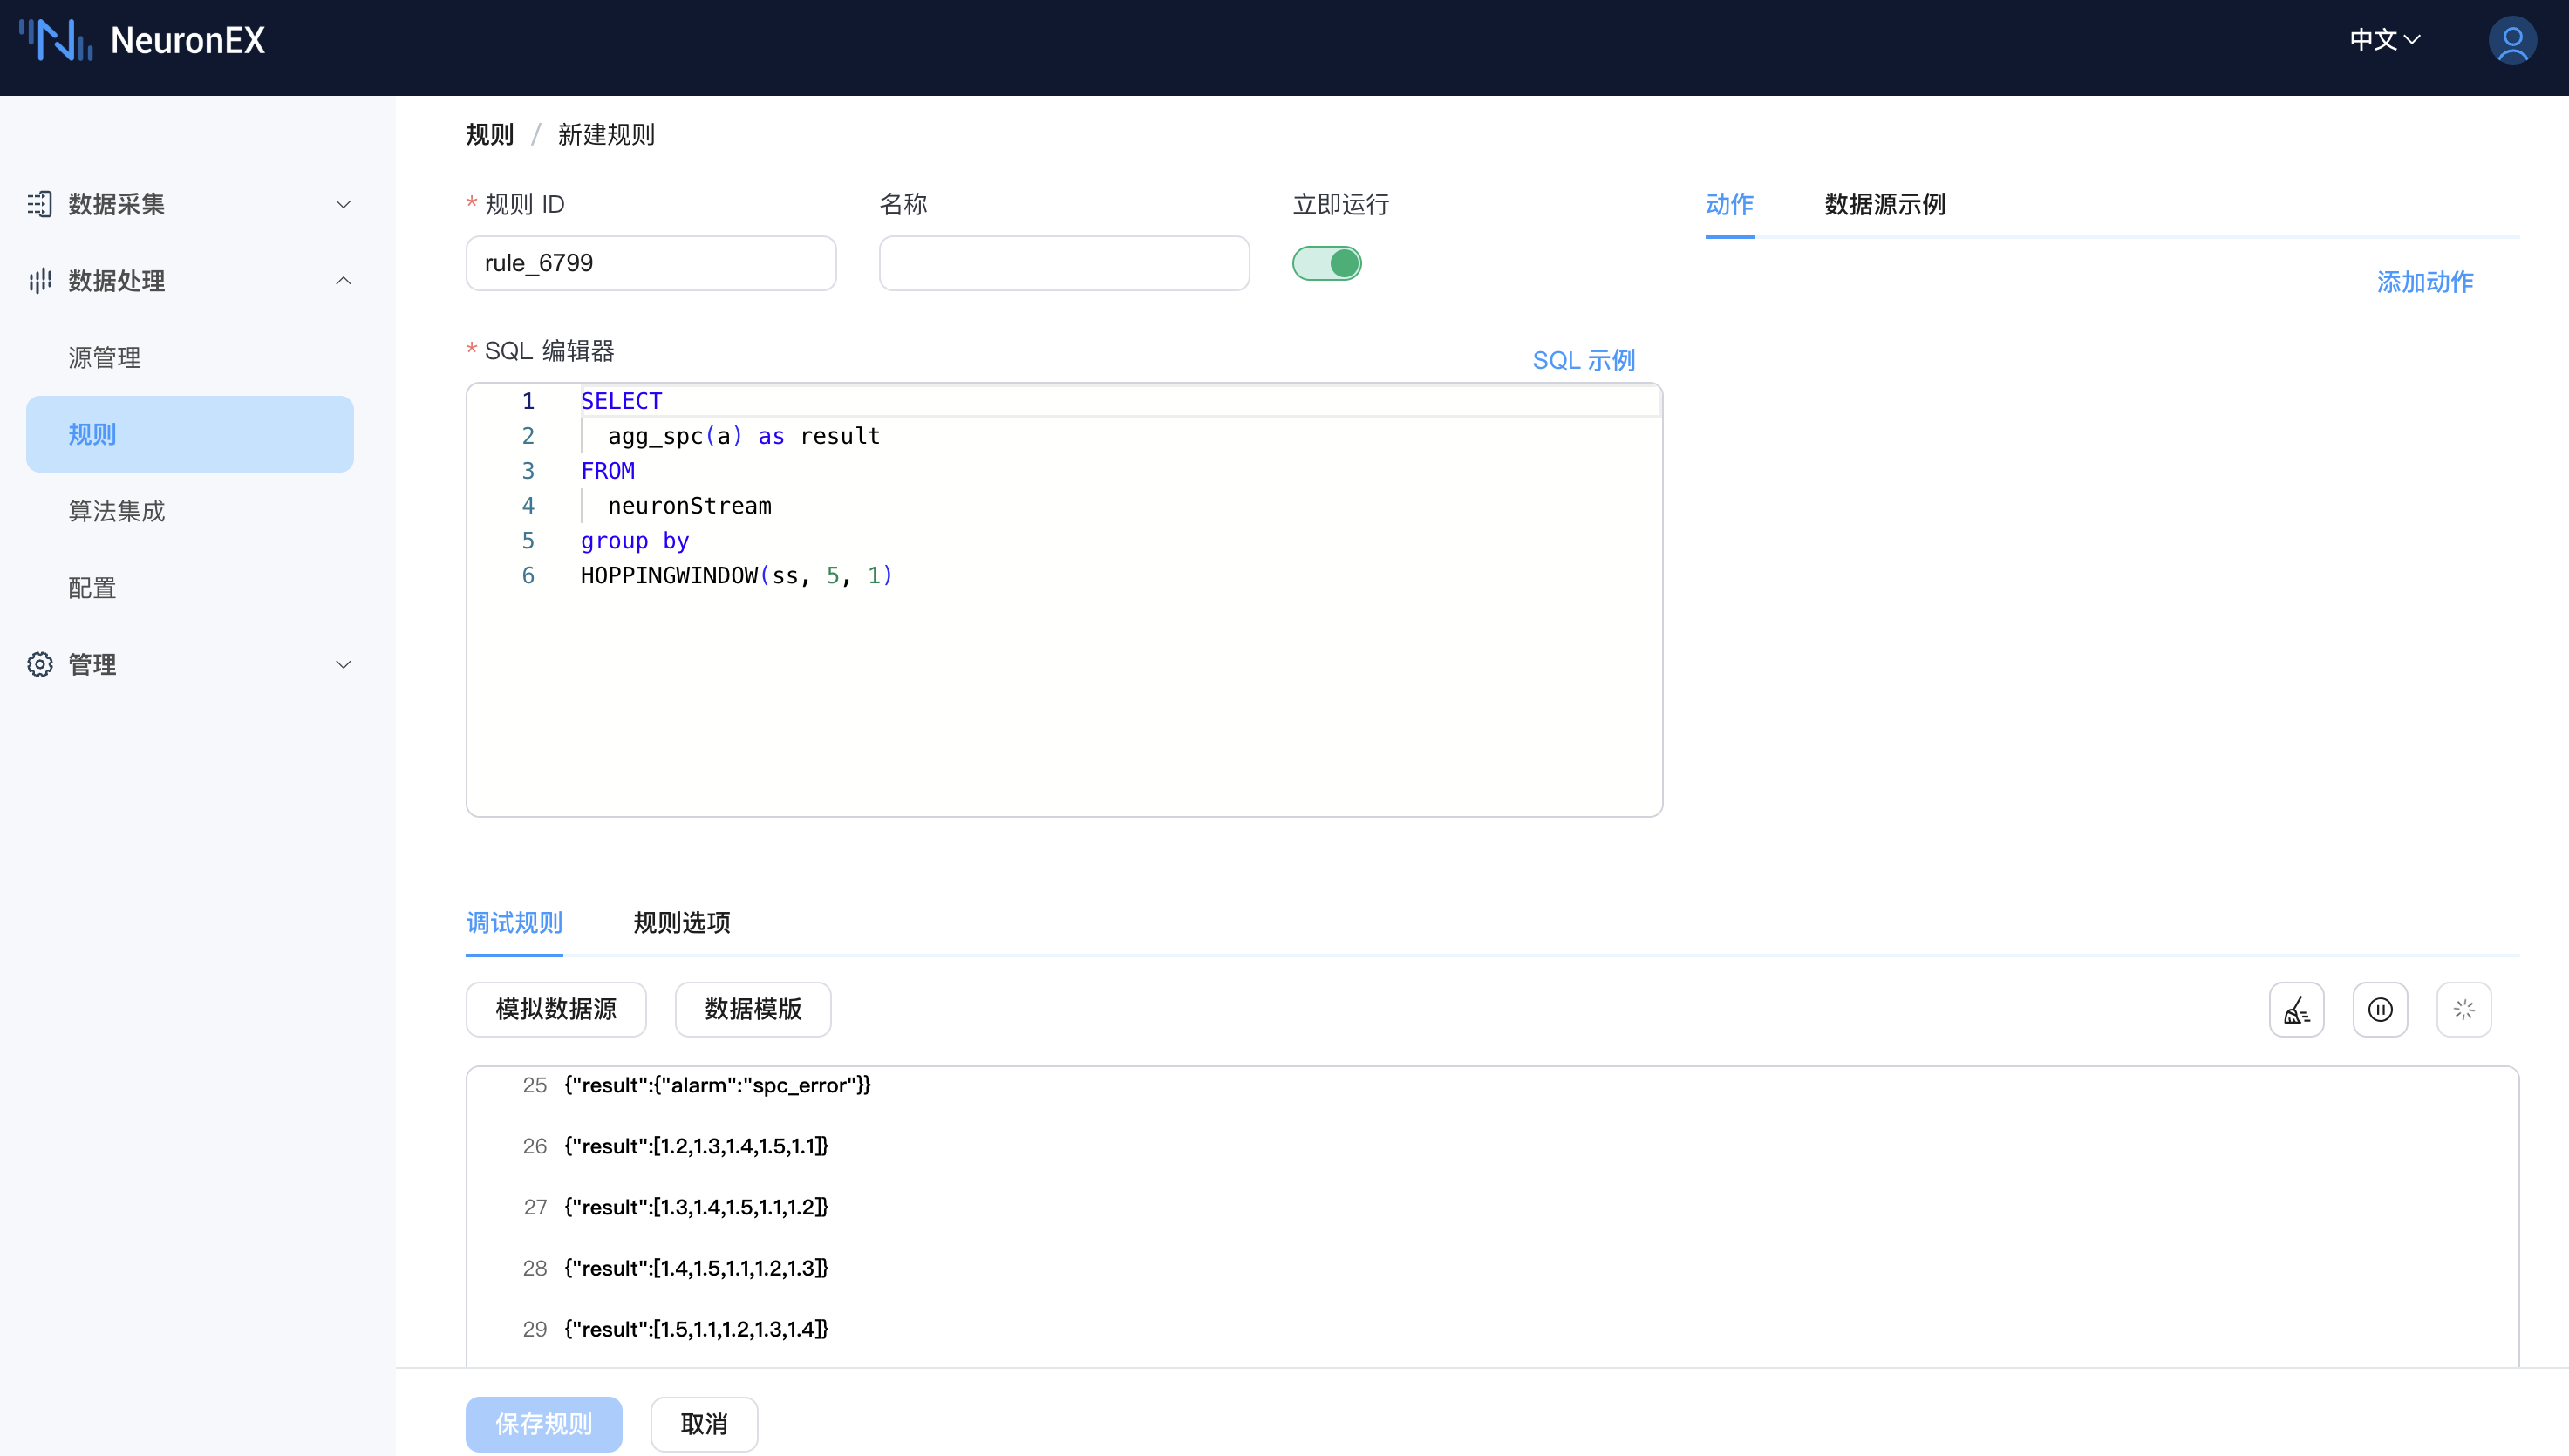 NeuronEX
中文
数据采集
数据处理
源管理
规则
算法集成
配置
管理
规则 / 新建规则
* 规则 ID
名称
立即运行
rule_6799
动作
数据源示例
添加动作
* SQL 编辑器
SQL 示例
1 SELECT
2 agg_spc(a) as result
3 FROM
4 neuronStream
5 group by
6 HOPPINGWINDOW(ss, 5, 1)
调试规则
规则选项
模拟数据源
数据模版
25 {"result":{"alarm":"spc_error"}}
26 {"result":[1.2,1.3,1.4,1.5,1.1]}
27 {"result":[1.3,1.4,1.5,1.1,1.2]}
28 {"result":[1.4,1.5,1.1,1.2,1.3]}
29 {"result":[1.5,1.1,1.2,1.3,1.4]}
保存规则
取消